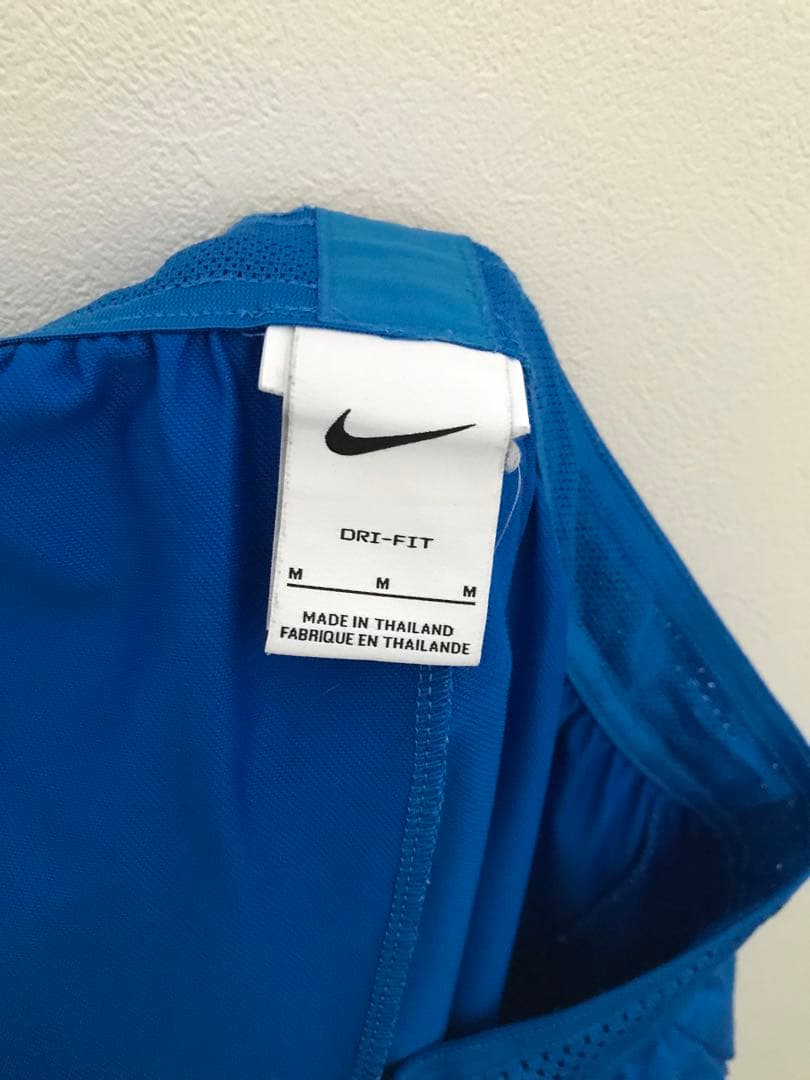 DRI-FIT
M M M
MADE IN THAILAND
FABRIQUE EN THAILANDE